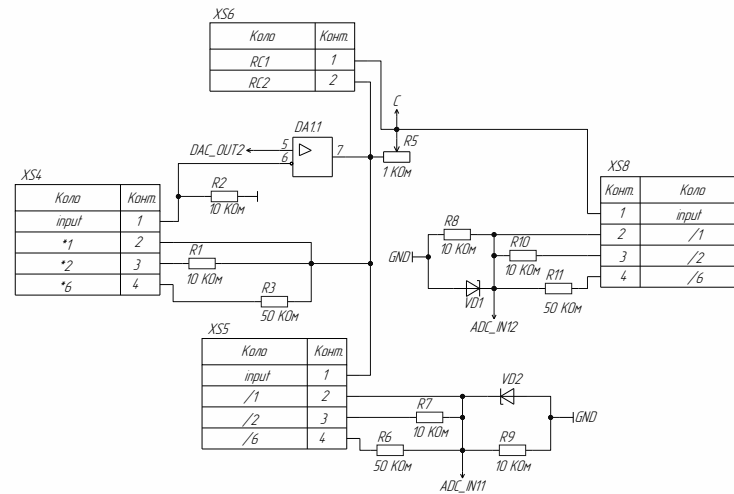 XS6
Кола Конт.
RC1 1
RC2 2
C
DA1.1
DAC_OUT2 5
6
7
R5
1 КОм
XS4
Кола Конт.
input 1
*1 2
*2 3
*6 4
R2
10 КОм
R1
10 КОм
R3
50 КОм
XS8
Конт. Кола
1 input
2 /1
3 /2
4 /6
R8
10 КОм
GND
R10
10 КОм
R11
50 КОм
VD1
ADC_IN12
XS5
Кола Конт.
input 1
/1 2
/2 3
/6 4
VD2
R7
10 КОм
GND
R6
50 КОм
R9
10 КОм
ADC_IN11